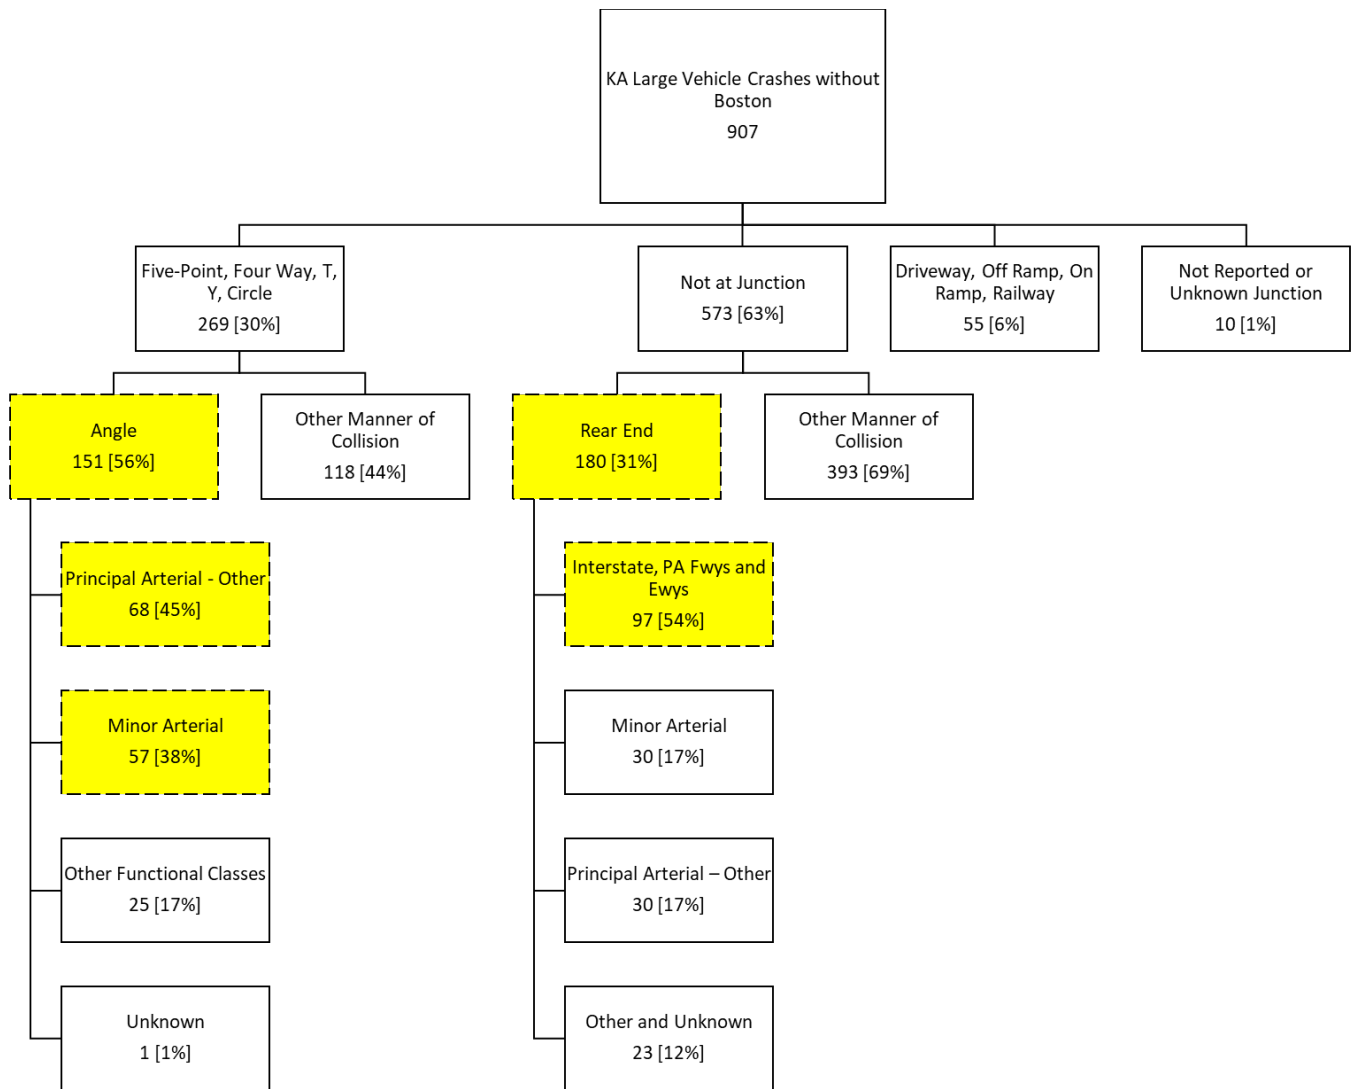 KA Large Vehicle Crashes without
Boston
907
Five-Point, Four Way, T,
Y, Circle
269 [30%]
Not at Junction
573 [63%]
Driveway, Off Ramp, On
Ramp, Railway
55 [6%]
Not Reported or
Unknown Junction
10 [1%]
Angle
151 [56%]
Other Manner of
Collision
118 [44%]
Rear End
180 [31%]
Other Manner of
Collision
393 [69%]
Principal Arterial - Other
68 [45%]
Minor Arterial
57 [38%]
Other Functional Classes
25 [17%]
Unknown
1 [1%]
Interstate, PA Fwys and
Ewys
97 [54%]
Minor Arterial
30 [17%]
Principal Arterial – Other
30 [17%]
Other and Unknown
23 [12%]